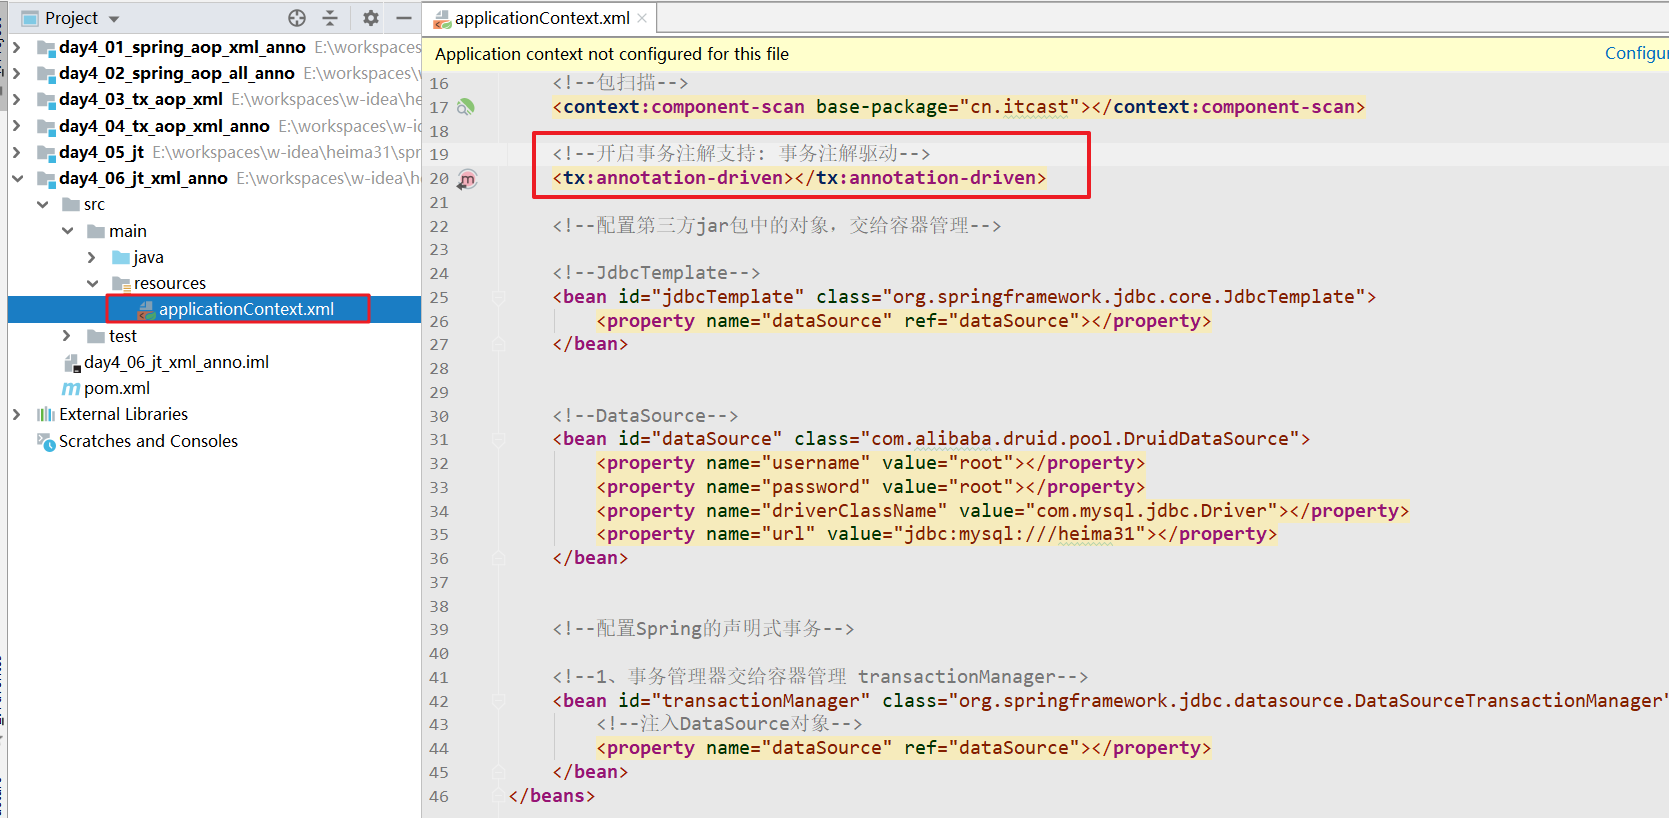 Project
applicationContext.xml
day4_01_spring_aop_xml_anno E:\workspaces
day4_02_spring_aop_all_anno E:\workspaces\
day4_03_tx_aop_xml E:\workspaces\w-idea\he
day4_04_tx_aop_xml_anno E:\workspaces\w-id
day4_05_jt E:\workspaces\w-idea\heima31\spr
day4_06_jt_xml_anno E:\workspaces\w-idea\he
src
main
java
resources
applicationContext.xml
test
day4_06_jt_xml_anno.iml
pom.xml
External Libraries
Scratches and Consoles
Application context not configured for this file Configur
16 <!--包扫描-->
17 <context:component-scan base-package="cn.itcast"></context:component-scan>
18
19 <!--开启事务注解支持: 事务注解驱动-->
20 <tx:annotation-driven></tx:annotation-driven>
21
22 <!--配置第三方jar包中的对象，交给容器管理-->
23
24 <!--JdbcTemplate-->
25 <bean id="jdbcTemplate" class="org.springframework.jdbc.core.JdbcTemplate">
26 <property name="dataSource" ref="dataSource"></property>
27 </bean>
28
29
30 <!--DataSource-->
31 <bean id="dataSource" class="com.alibaba.druid.pool.DruidDataSource">
32 <property name="username" value="root"></property>
33 <property name="password" value="root"></property>
34 <property name="driverClassName" value="com.mysql.jdbc.Driver"></property>
35 <property name="url" value="jdbc:mysql:///heima31"></property>
36 </bean>
37
38
39 <!--配置Spring的声明式事务-->
40
41 <!--1、事务管理器交给容器管理 transactionManager-->
42 <bean id="transactionManager" class="org.springframework.jdbc.datasource.DataSourceTransactionManager"
43 <!--注入DataSource对象-->
44 <property name="dataSource" ref="dataSource"></property>
45 </bean>
46 </beans>